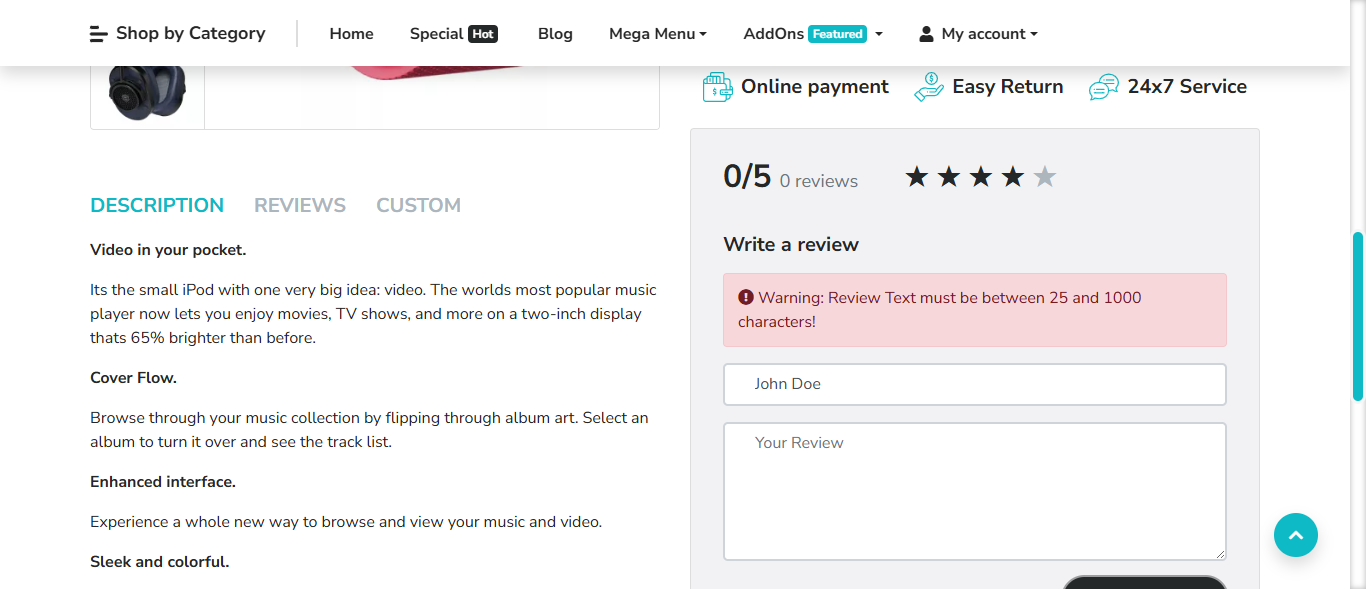 Shop by Category Home Special Hot Blog Mega Menu AddOns Featured My account
Online payment Easy Return 24x7 Service
0/5 0 reviews
DESCRIPTION REVIEWS CUSTOM
Video in your pocket.
Its the small iPod with one very big idea: video. The worlds most popular music
player now lets you enjoy movies, TV shows, and more on a two-inch display
thats 65% brighter than before.
Cover Flow.
Browse through your music collection by flipping through album art. Select an
album to turn it over and see the track list.
Enhanced interface.
Experience a whole new way to browse and view your music and video.
Sleek and colorful.
Write a review
Warning: Review Text must be between 25 and 1000
characters!
John Doe
Your Review